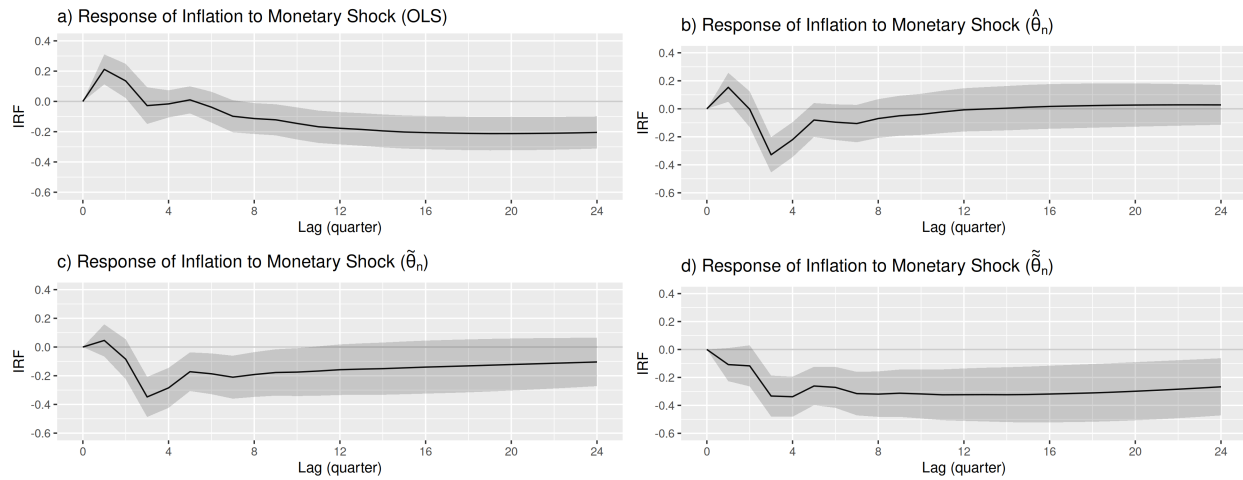 a) Response of Inflation to Monetary Shock (OLS)
0.4
0.2
0.0
-0.2
-0.4
-0.6
IRF
0 4 8 12 16 20 24
Lag (quarter)
b) Response of Inflation to Monetary Shock (θ̂ₙ)
0.4
0.2
0.0
-0.2
-0.4
-0.6
IRF
0 4 8 12 16 20 24
Lag (quarter)
c) Response of Inflation to Monetary Shock (θ̃ₙ)
0.4
0.2
0.0
-0.2
-0.4
-0.6
IRF
0 4 8 12 16 20 24
Lag (quarter)
d) Response of Inflation to Monetary Shock (θ̃̃ₙ)
0.4
0.2
0.0
-0.2
-0.4
-0.6
IRF
0 4 8 12 16 20 24
Lag (quarter)